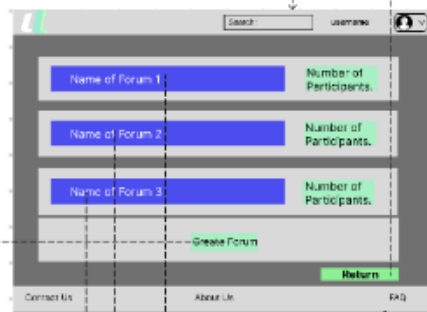 Search
username
Name of Forum 1
Number of
Participants.
Name of Forum 2
Number of
Participants.
Name of Forum 3
Number of
Participants.
Create Forum
Return
Contact Us
About Us
FAQ